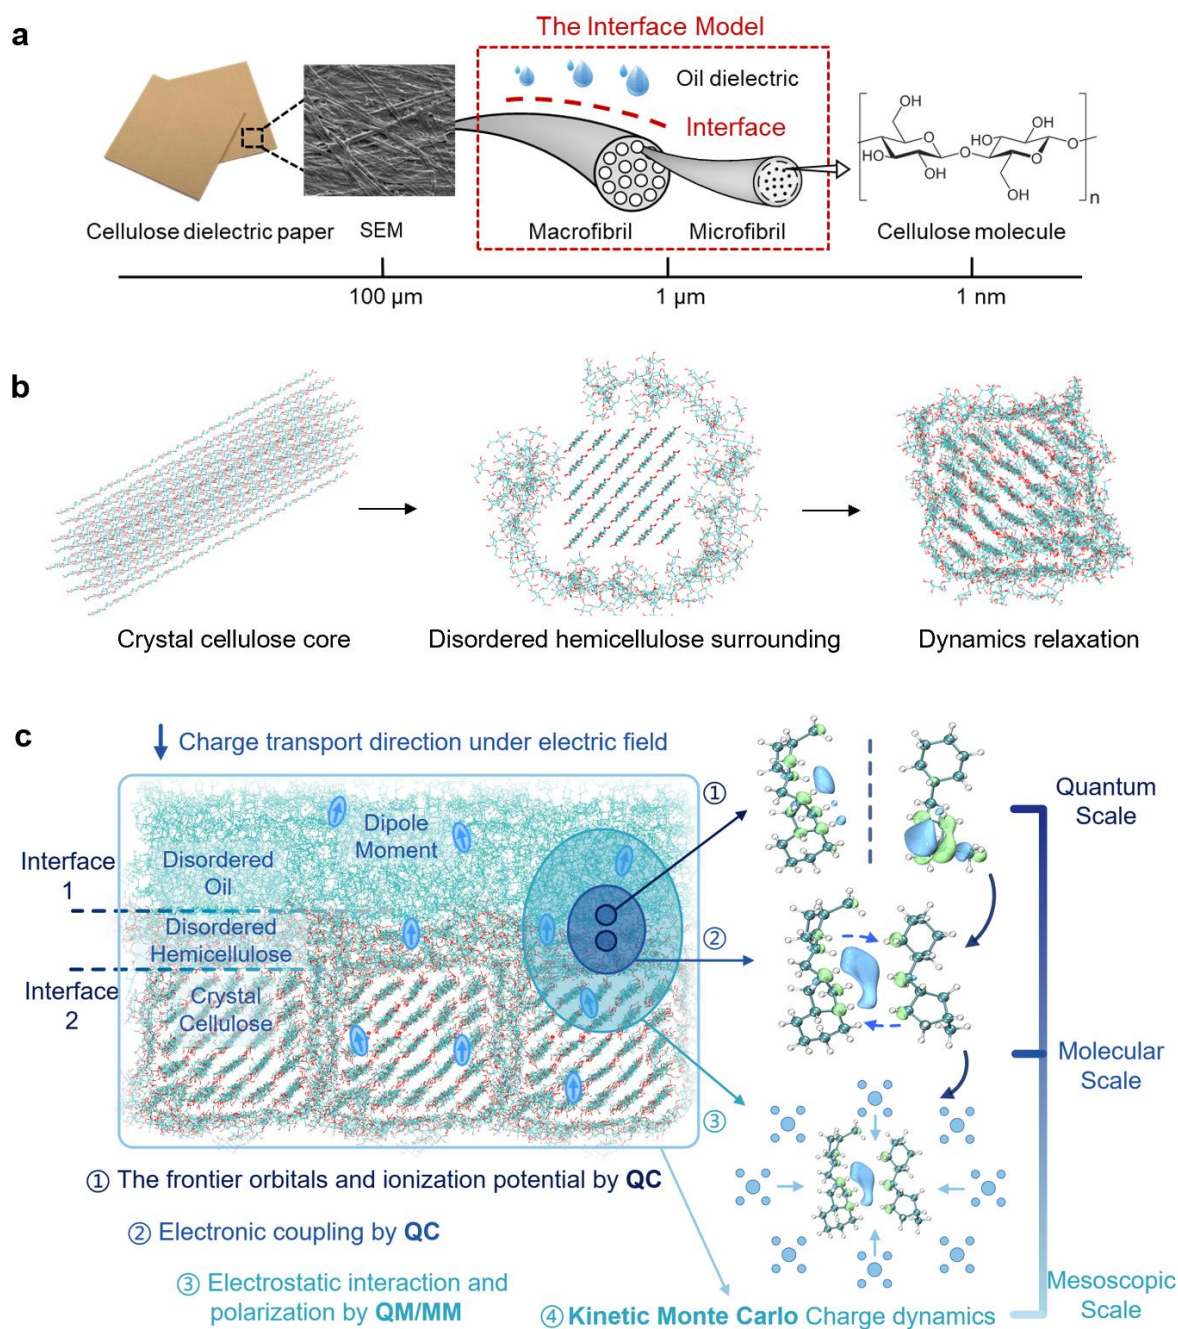 a
The Interface Model
Oil dielectric
Interface
OH
OH
OH
O
O
HO
O
O
HO
O
OH
OH
HO
n
Cellulose dielectric paper
SEM
Macrofibril
Microfibril
Cellulose molecule
100 μm
1 μm
1 nm
b
Crystal cellulose core
Disordered hemicellulose surrounding
Dynamics relaxation
c
Charge transport direction under electric field
Dipole
Moment
Disordered
Oil
Interface
1
Disordered
Hemicellulose
Interface
2
Crystal
Cellulose
①
②
③
Quantum
Scale
Molecular
Scale
Mesoscopic
Scale
① The frontier orbitals and ionization potential by QC
② Electronic coupling by QC
③ Electrostatic interaction and
polarization by QM/MM
④ Kinetic Monte Carlo Charge dynamics